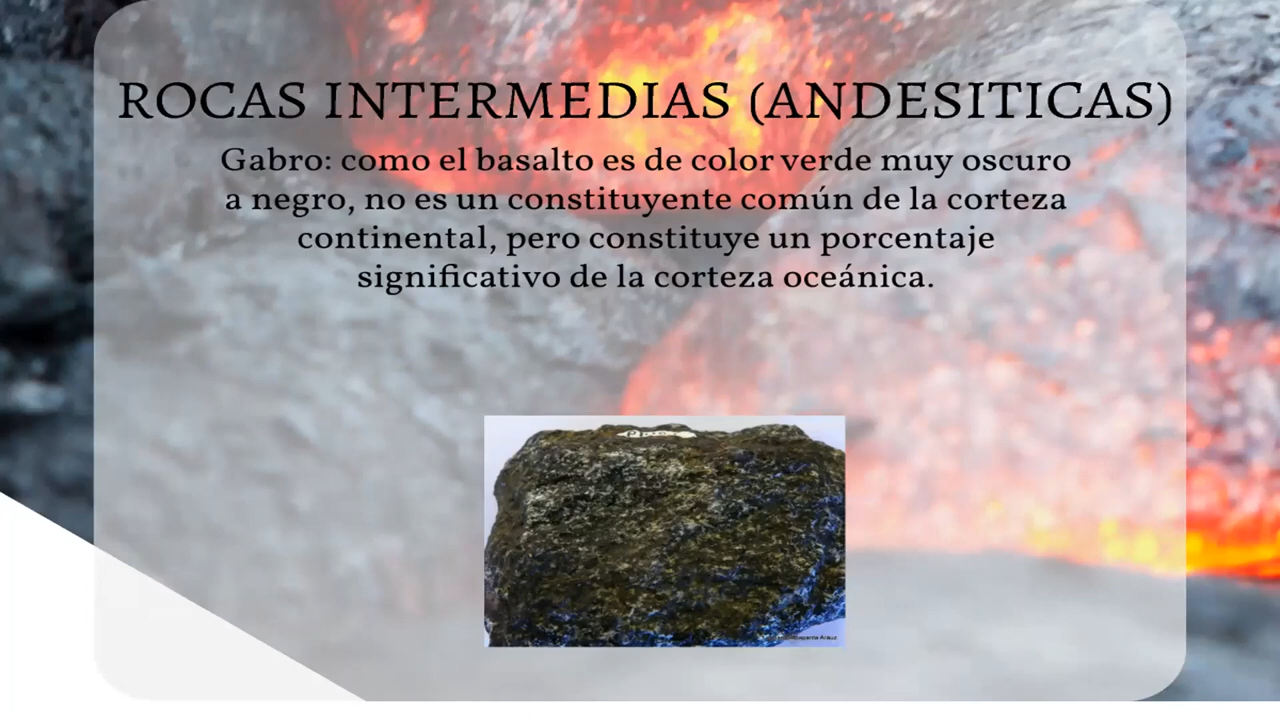 ROCAS INTERMEDIAS (ANDESITICAS)
Gabro: como el basalto es de color verde muy oscuro
a negro, no es un constituyente común de la corteza
continental, pero constituye un porcentaje
significativo de la corteza oceánica.